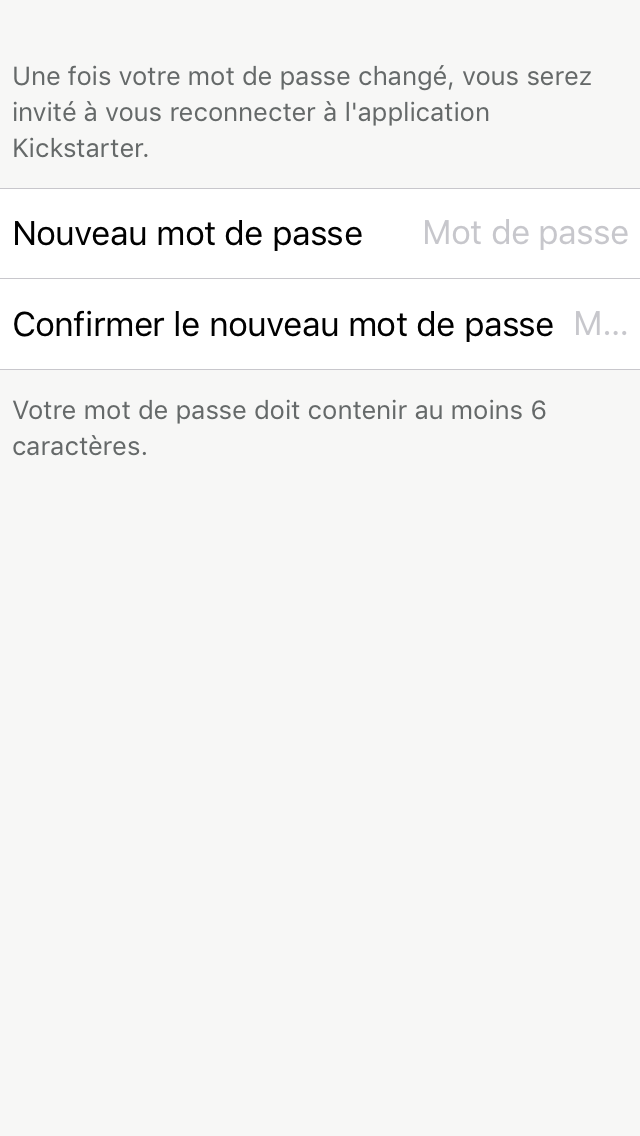 Une fois votre mot de passe changé, vous serez
invité à vous reconnecter à l'application
Kickstarter.
Nouveau mot de passe Mot de passe
Confirmer le nouveau mot de passe M...
Votre mot de passe doit contenir au moins 6
caractères.